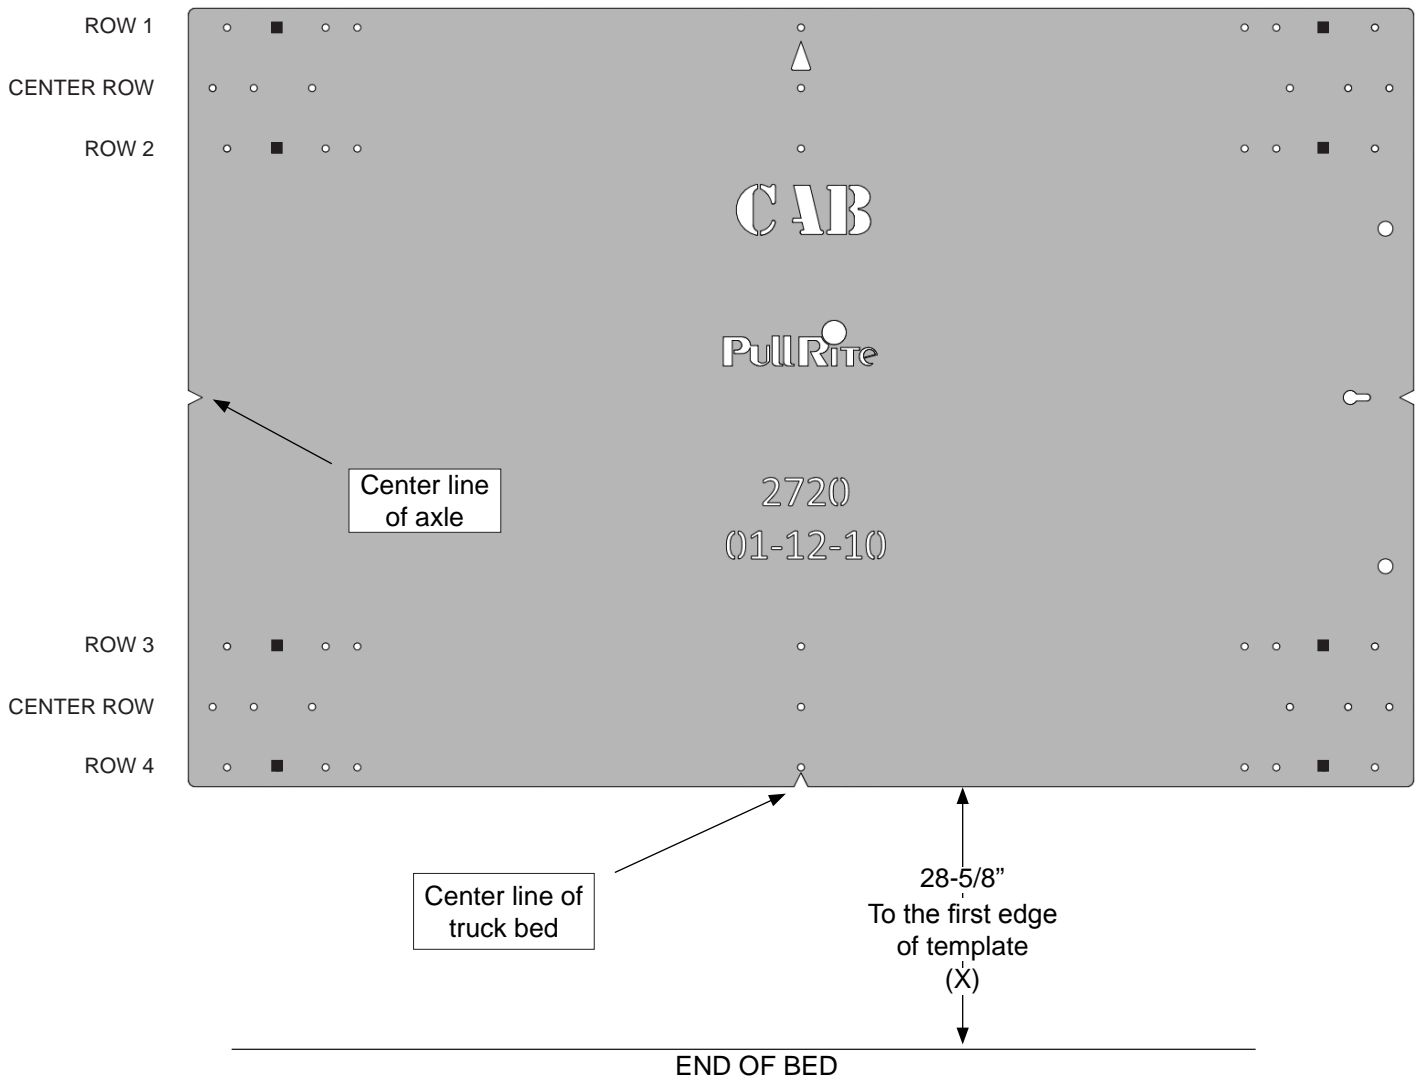 ROW 1
CENTER ROW
ROW 2
CAB
PullRite
Center line
of axle
2720
01-12-10
ROW 3
CENTER ROW
ROW 4
Center line of
truck bed
28-5/8”
To the first edge
of template
(X)
END OF BED